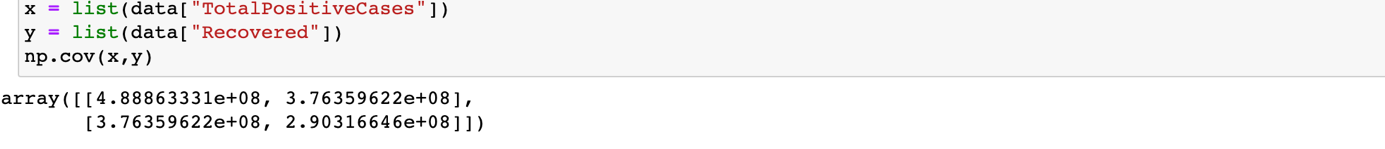 x = list(data["TotalPositiveCases"])
y = list(data["Recovered"])
np.cov(x,y)
array([[4.88863331e+08, 3.76359622e+08],
       [3.76359622e+08, 2.90316646e+08]])